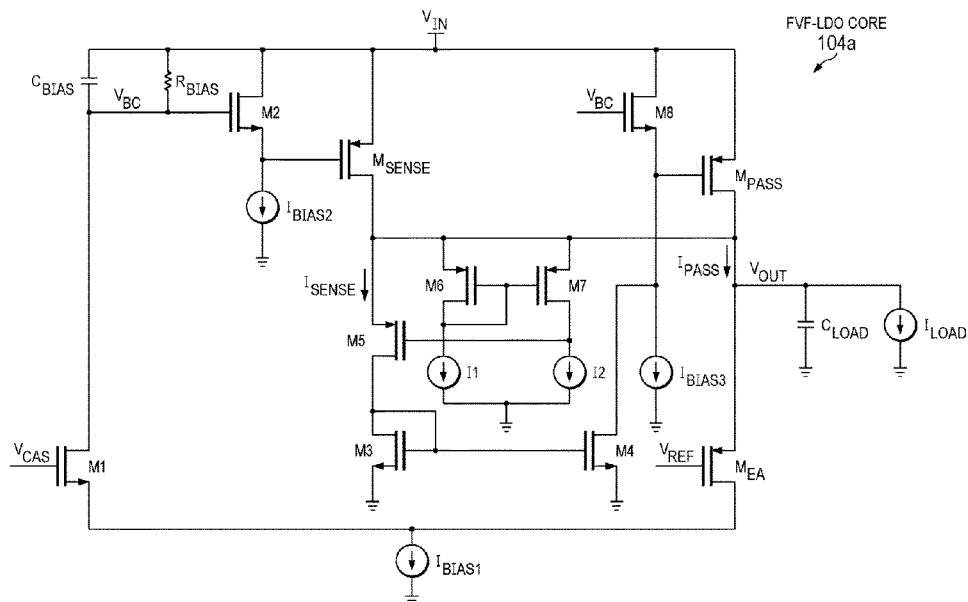 V_IN
FVF-LDO CORE
104a
C_BIAS
R_BIAS
V_BC
M2
V_BC
M8
M_SENSE
M_PASS
I_BIAS2
I_SENSE
M6
M7
I_PASS
V_OUT
M5
C_LOAD
I_LOAD
I1
I2
I_BIAS3
V_CAS
M1
M3
M4
V_REF
M_EA
I_BIAS1